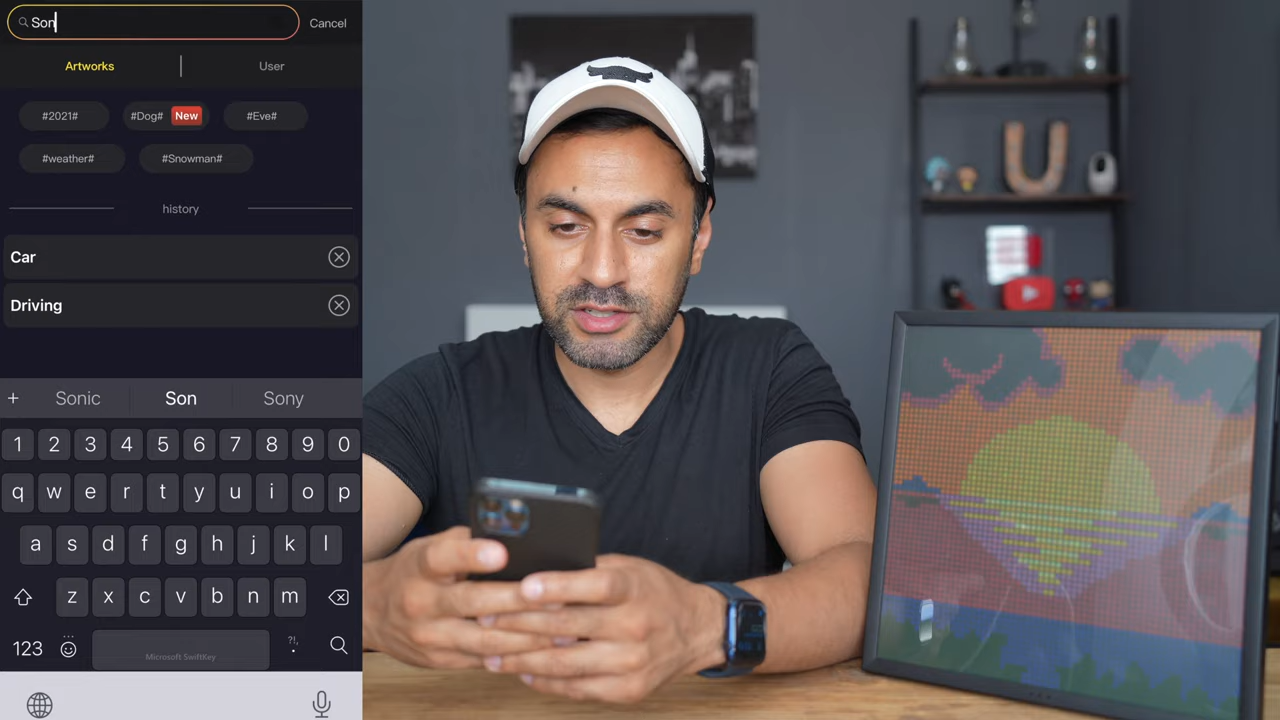 Son Cancel
Artworks User
#2021# #Dog# New #Eve#
#weather# #Snowman#
history
Car
Driving
+ Sonic Son Sony
1 2 3 4 5 6 7 8 9 0
q w e r t y u i o p
a s d f g h j k l
z x c v b n m
123 ?!, . Microsoft SwiftKey
U